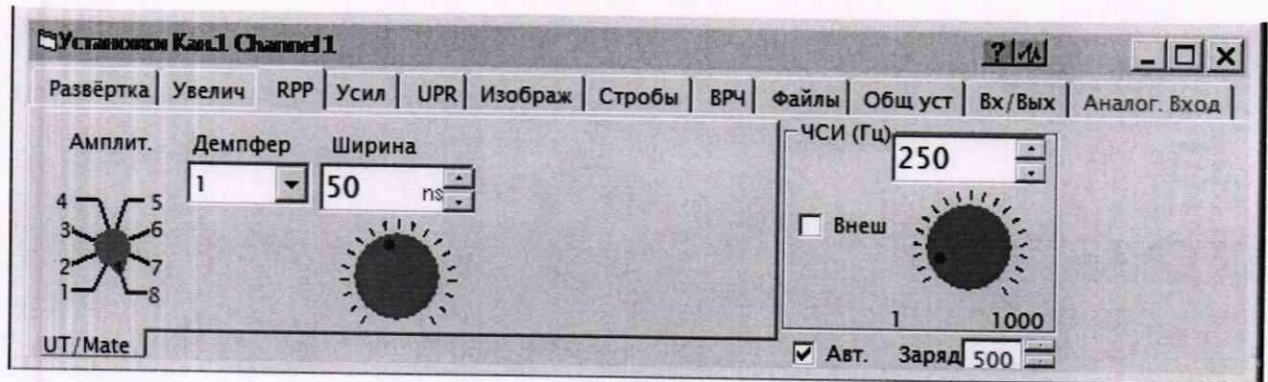 Установки Кан.1 Channel 1
?
Развёртка Увелич RPP Усил UPR Изображ Стробы ВРЧ Файлы Общ уст Вх/Вых Аналог. Вход
Амплит. Демпфер Ширина
1 50 ns
4 5
3 6
2 7
1 8
UT/Mate
ЧСИ (Гц)
250
Внеш
1 1000
Авт. Заряд 500